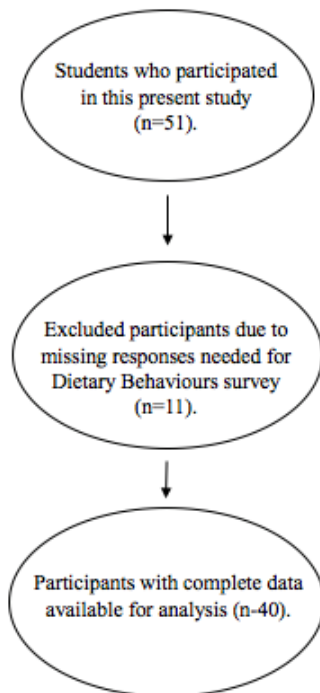 Students who participated
in this present study
(n=51).
Excluded participants due to
missing responses needed for
Dietary Behaviours survey
(n=11).
Participants with complete data
available for analysis (n-40).